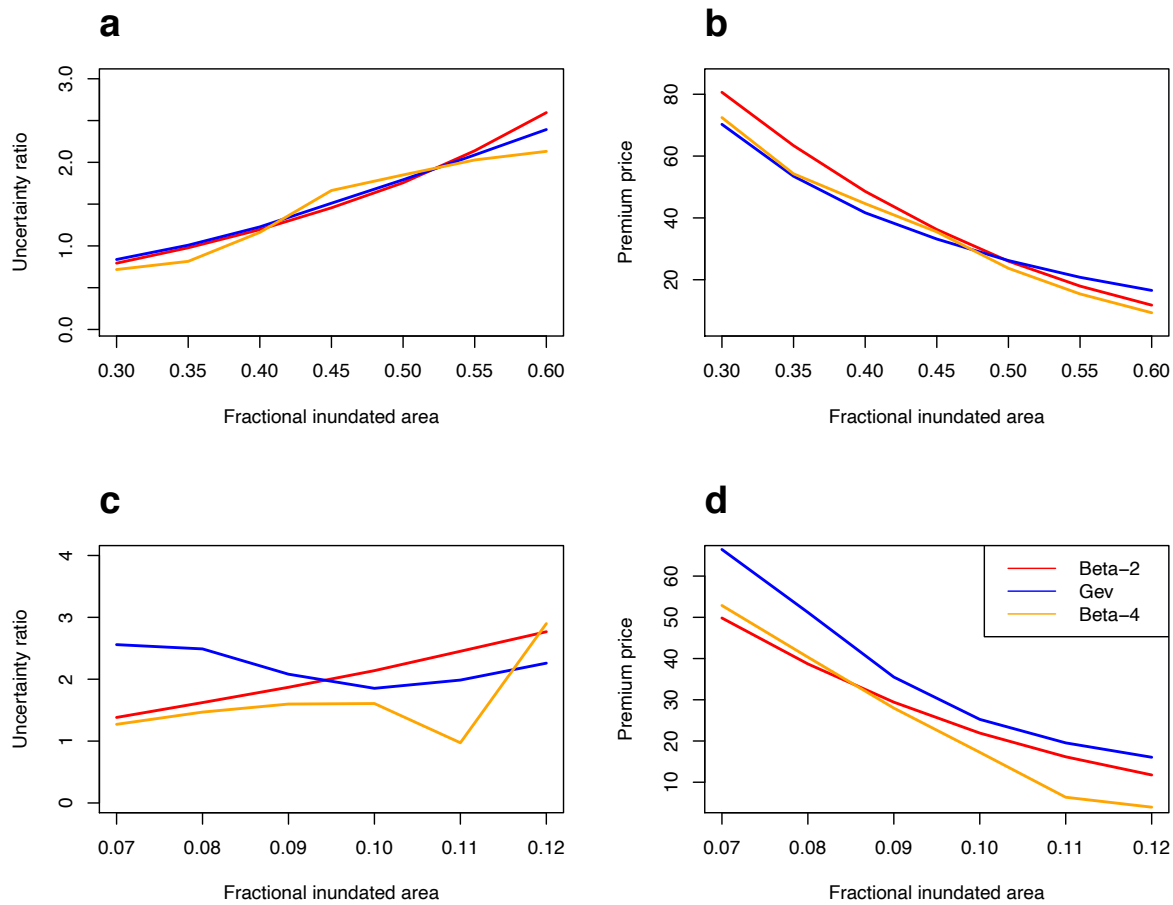 a
3.0
2.0
1.0
0.0
Uncertainty ratio
0.30 0.35 0.40 0.45 0.50 0.55 0.60
Fractional inundated area
b
80
60
40
20
Premium price
0.30 0.35 0.40 0.45 0.50 0.55 0.60
Fractional inundated area
c
4
3
2
1
0
Uncertainty ratio
0.07 0.08 0.09 0.10 0.11 0.12
Fractional inundated area
d
60
50
40
30
20
10
Premium price
Beta−2
Gev
Beta−4
0.07 0.08 0.09 0.10 0.11 0.12
Fractional inundated area